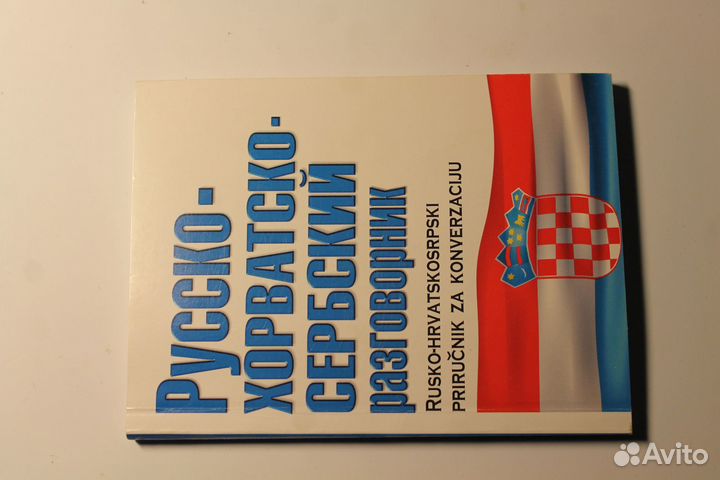 Русско-
ХОРВАТСКО-
СЕРБСКИЙ
разговорник
RUSKO-HRVATSKOSRPSKI
PRIRUČNIK ZA KONVERZACIJU
Avito